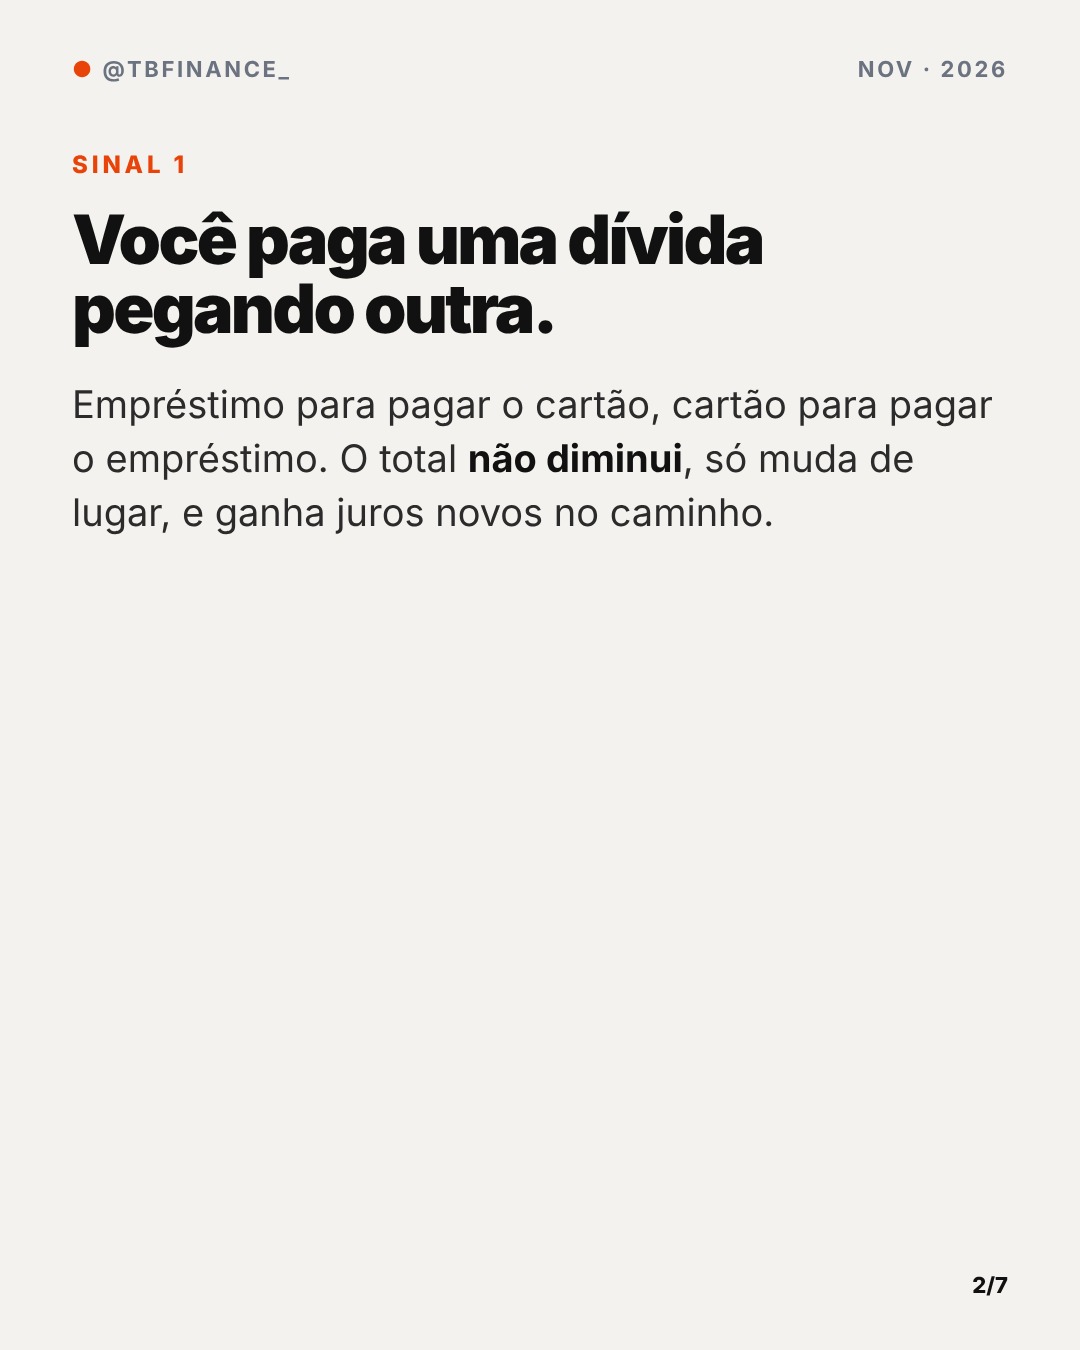 @TBFINANCE_
NOV · 2026
SINAL 1
Você paga uma dívida
pegando outra.
Empréstimo para pagar o cartão, cartão para pagar
o empréstimo. O total não diminui, só muda de
lugar, e ganha juros novos no caminho.
2/7